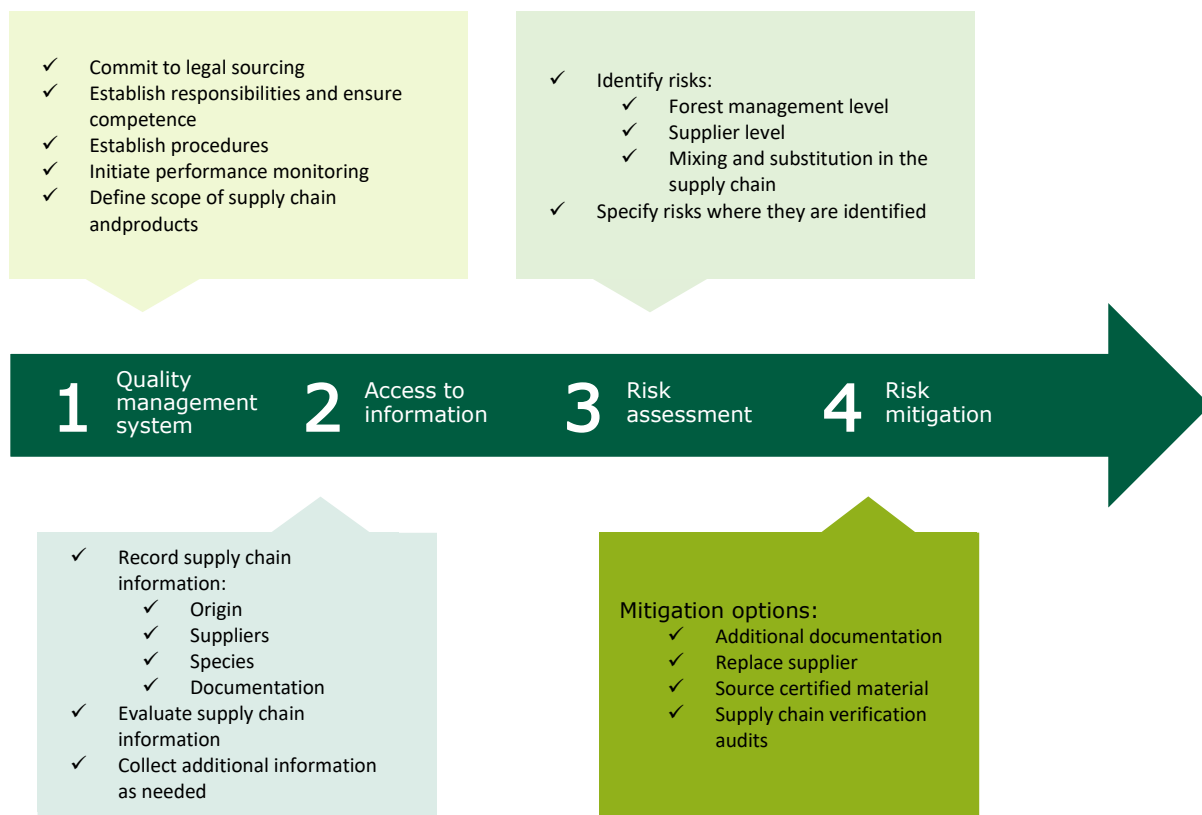 ✓ Commit to legal sourcing
✓ Establish responsibilities and ensure
competence
✓ Establish procedures
✓ Initiate performance monitoring
✓ Define scope of supply chain
andproducts
✓ Identify risks:
✓ Forest management level
✓ Supplier level
✓ Mixing and substitution in the
supply chain
✓ Specify risks where they are identified
1 Quality
management
system
2 Access to
information
3 Risk
assessment
4 Risk
mitigation
✓ Record supply chain
information:
✓ Origin
✓ Suppliers
✓ Species
✓ Documentation
✓ Evaluate supply chain
information
✓ Collect additional information
as needed
Mitigation options:
✓ Additional documentation
✓ Replace supplier
✓ Source certified material
✓ Supply chain verification
audits